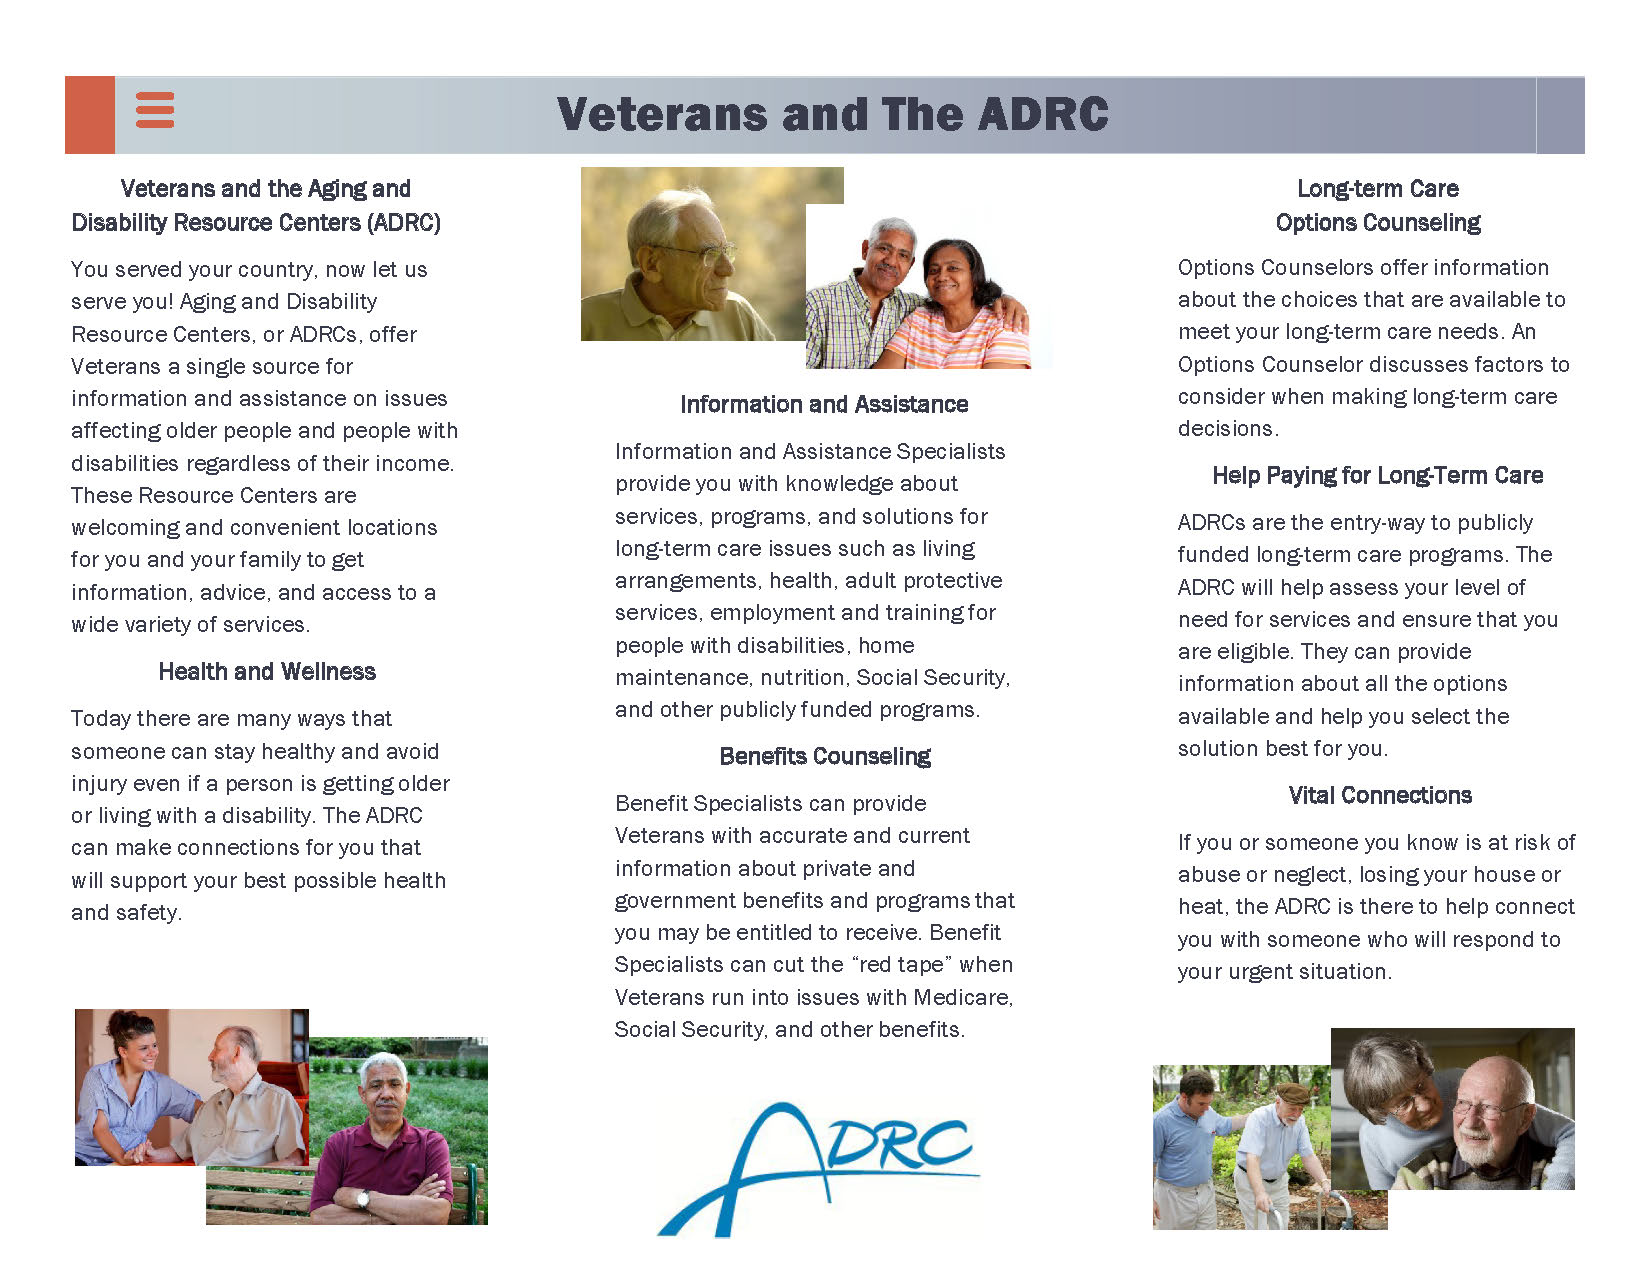 Veterans and The ADRC
Veterans and the Aging and
Disability Resource Centers (ADRC)
You served your country, now let us
serve you! Aging and Disability
Resource Centers, or ADRCs, offer
Veterans a single source for
information and assistance on issues
affecting older people and people with
disabilities regardless of their income.
These Resource Centers are
welcoming and convenient locations
for you and your family to get
information, advice, and access to a
wide variety of services.
Health and Wellness
Today there are many ways that
someone can stay healthy and avoid
injury even if a person is getting older
or living with a disability. The ADRC
can make connections for you that
will support your best possible health
and safety.
Information and Assistance
Information and Assistance Specialists
provide you with knowledge about
services, programs, and solutions for
long-term care issues such as living
arrangements, health, adult protective
services, employment and training for
people with disabilities, home
maintenance, nutrition, Social Security,
and other publicly funded programs.
Benefits Counseling
Benefit Specialists can provide
Veterans with accurate and current
information about private and
government benefits and programs that
you may be entitled to receive. Benefit
Specialists can cut the “red tape” when
Veterans run into issues with Medicare,
Social Security, and other benefits.
ADRC
Long-term Care
Options Counseling
Options Counselors offer information
about the choices that are available to
meet your long-term care needs. An
Options Counselor discusses factors to
consider when making long-term care
decisions.
Help Paying for Long-Term Care
ADRCs are the entry-way to publicly
funded long-term care programs. The
ADRC will help assess your level of
need for services and ensure that you
are eligible. They can provide
information about all the options
available and help you select the
solution best for you.
Vital Connections
If you or someone you know is at risk of
abuse or neglect, losing your house or
heat, the ADRC is there to help connect
you with someone who will respond to
your urgent situation.